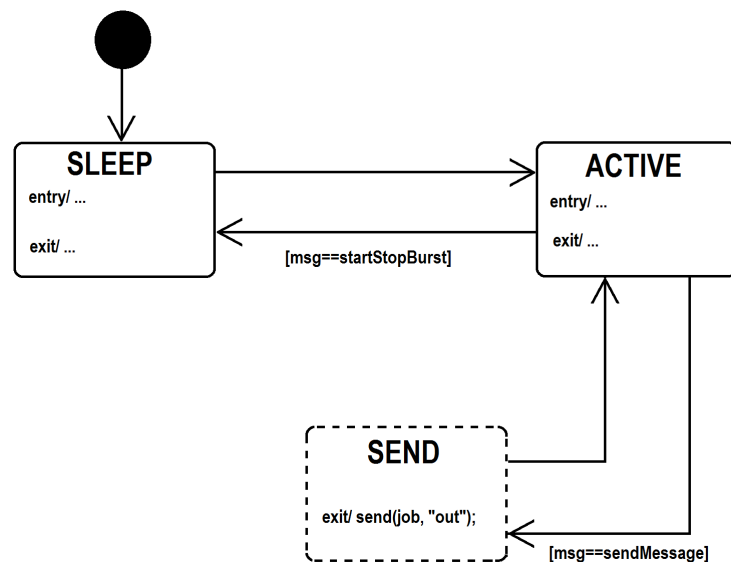 SLEEP
entry/ ...
exit/ ...
ACTIVE
entry/ ...
exit/ ...
[msg==startStopBurst]
SEND
exit/ send(job, "out");
[msg==sendMessage]